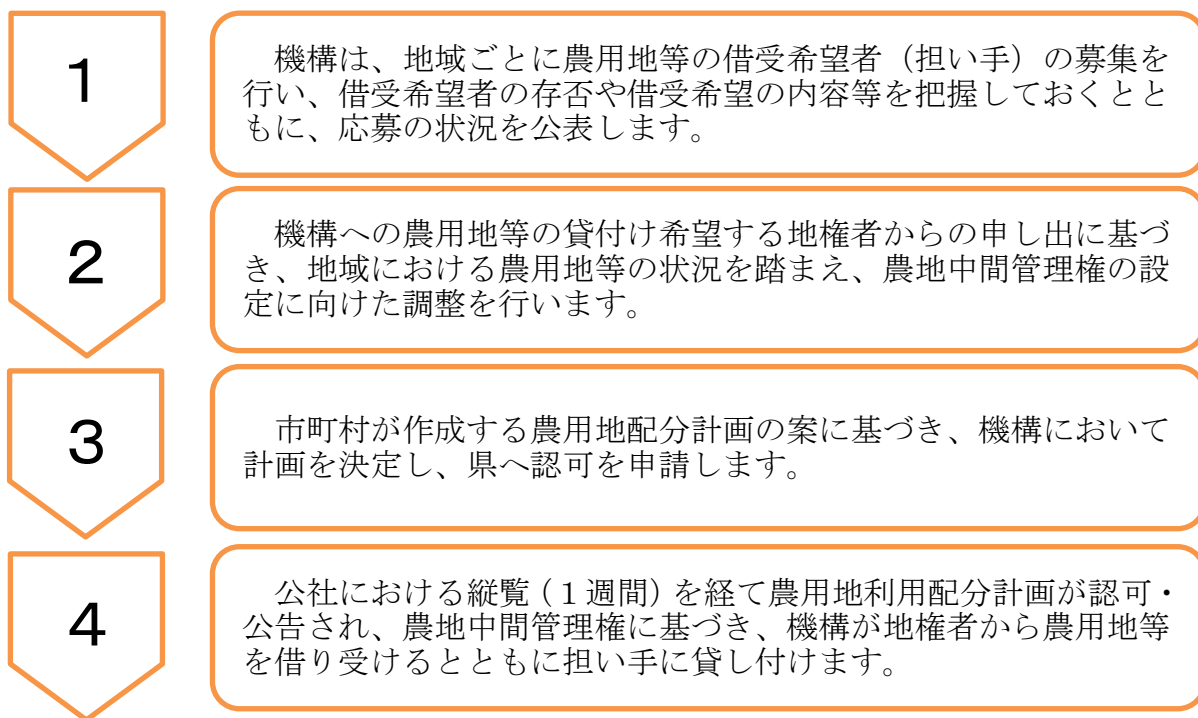 1
　機構は、地域ごとに農用地等の借受希望者（担い手）の募集を
行い、借受希望者の存否や借受希望の内容等を把握しておくとと
もに、応募の状況を公表します。
2
　機構への農用地等の貸付け希望する地権者からの申し出に基づ
き、地域における農用地等の状況を踏まえ、農地中間管理権の設
定に向けた調整を行います。
3
　市町村が作成する農用地配分計画の案に基づき、機構において
計画を決定し、県へ認可を申請します。
4
　公社における縦覧（１週間）を経て農用地利用配分計画が認可・
公告され、農地中間管理権に基づき、機構が地権者から農用地等
を借り受けるとともに担い手に貸し付けます。